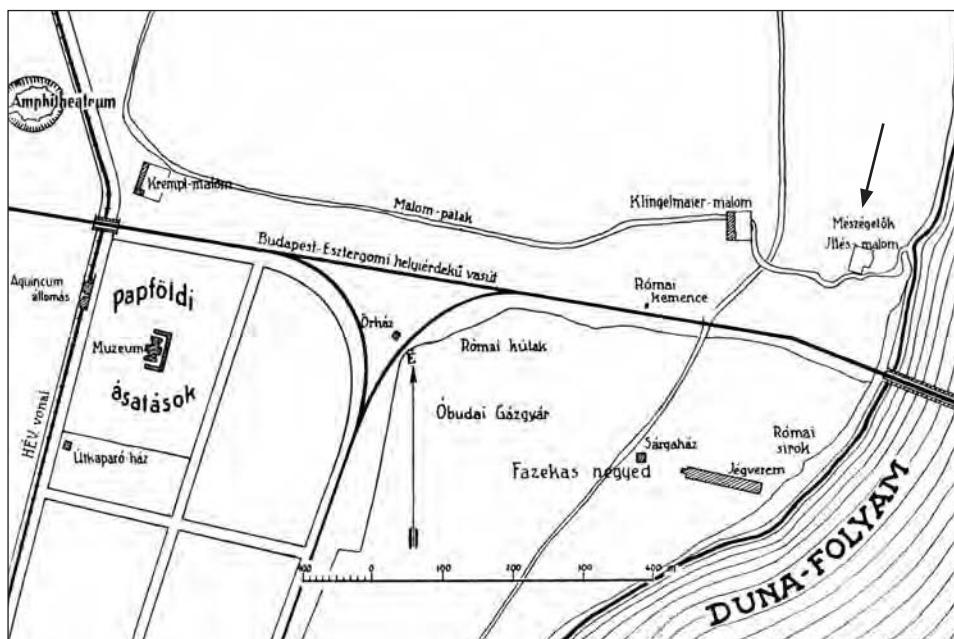 Amphitheatrum
Krempl-malom
Malom-patak
Klingelmaier-malom
Mészégetők
Illés-malom
Budapest-Esztergomi helyiérdekű vasút
Aquincum
állomás
papföldi
Muzeum
ásatások
HÉV. vonal
Útkaparó-ház
Őrház
É
Római kútak
Római
kemence
Óbudai Gázgyár
Fazekas negyed
Sárgaház
Jégverem
Római
sírok
DUNA-FOLYAM
100 0 100 200 300 400 m